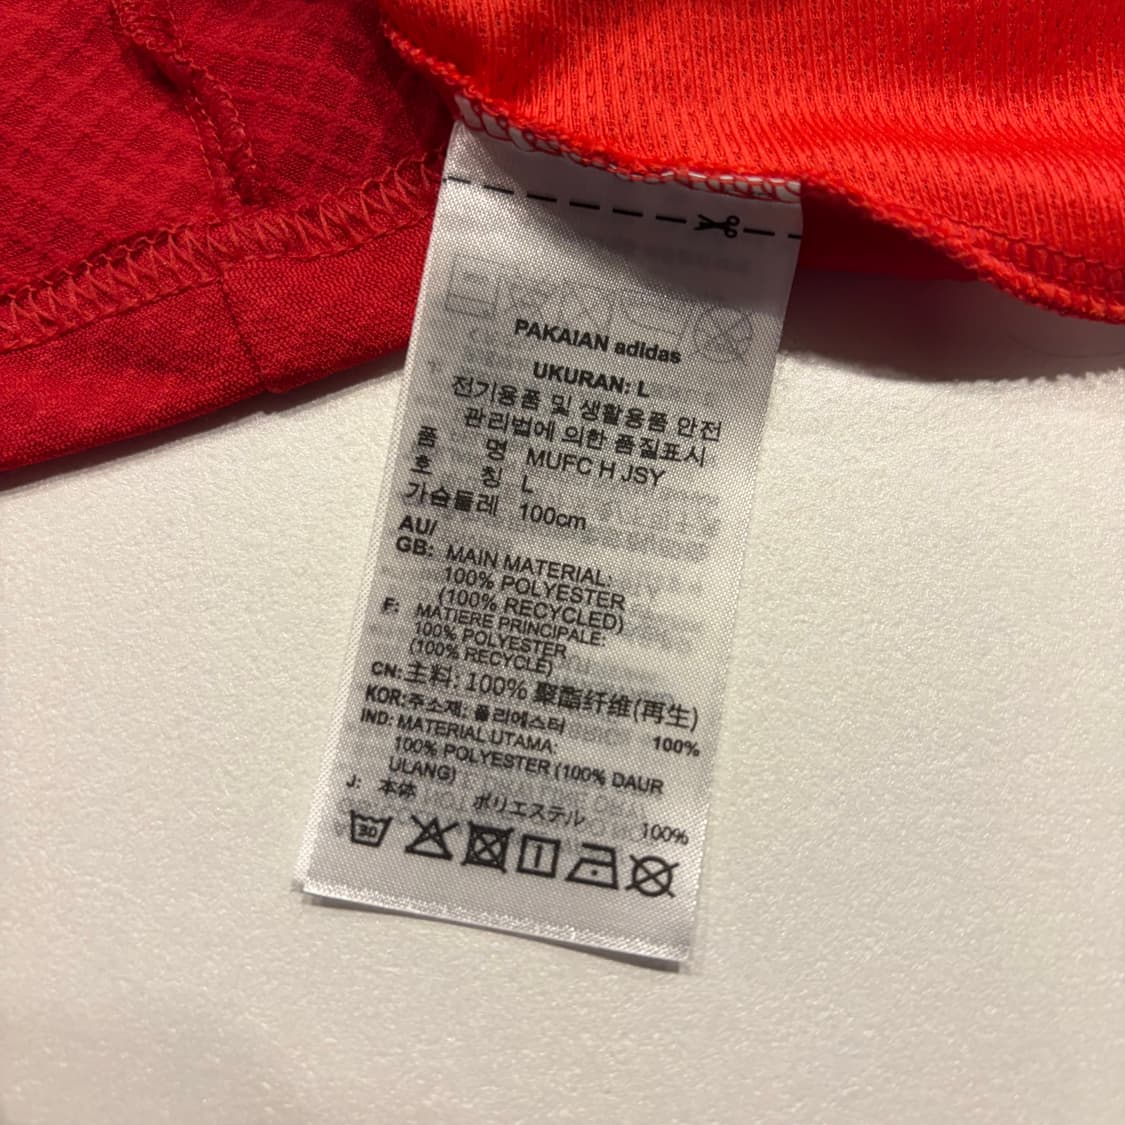 PAKAIAN adidas
UKURAN: L
전기용품 및 생활용품 안전
관리법에 의한 품질표시
품 명 MUFC H JSY
호 칭 L
가슴둘레 100cm
AU/
GB: MAIN MATERIAL:
100% POLYESTER
(100% RECYCLED)
F: MATIERE PRINCIPALE:
100% POLYESTER
(100% RECYCLÉ)
CN: 主料: 100% 聚酯纤维(再生)
KOR: 주소재: 폴리에스터 100%
IND: MATERIAL UTAMA:
100% POLYESTER (100% DAUR
ULANG)
J: 本体 ポリエステル 100%
30